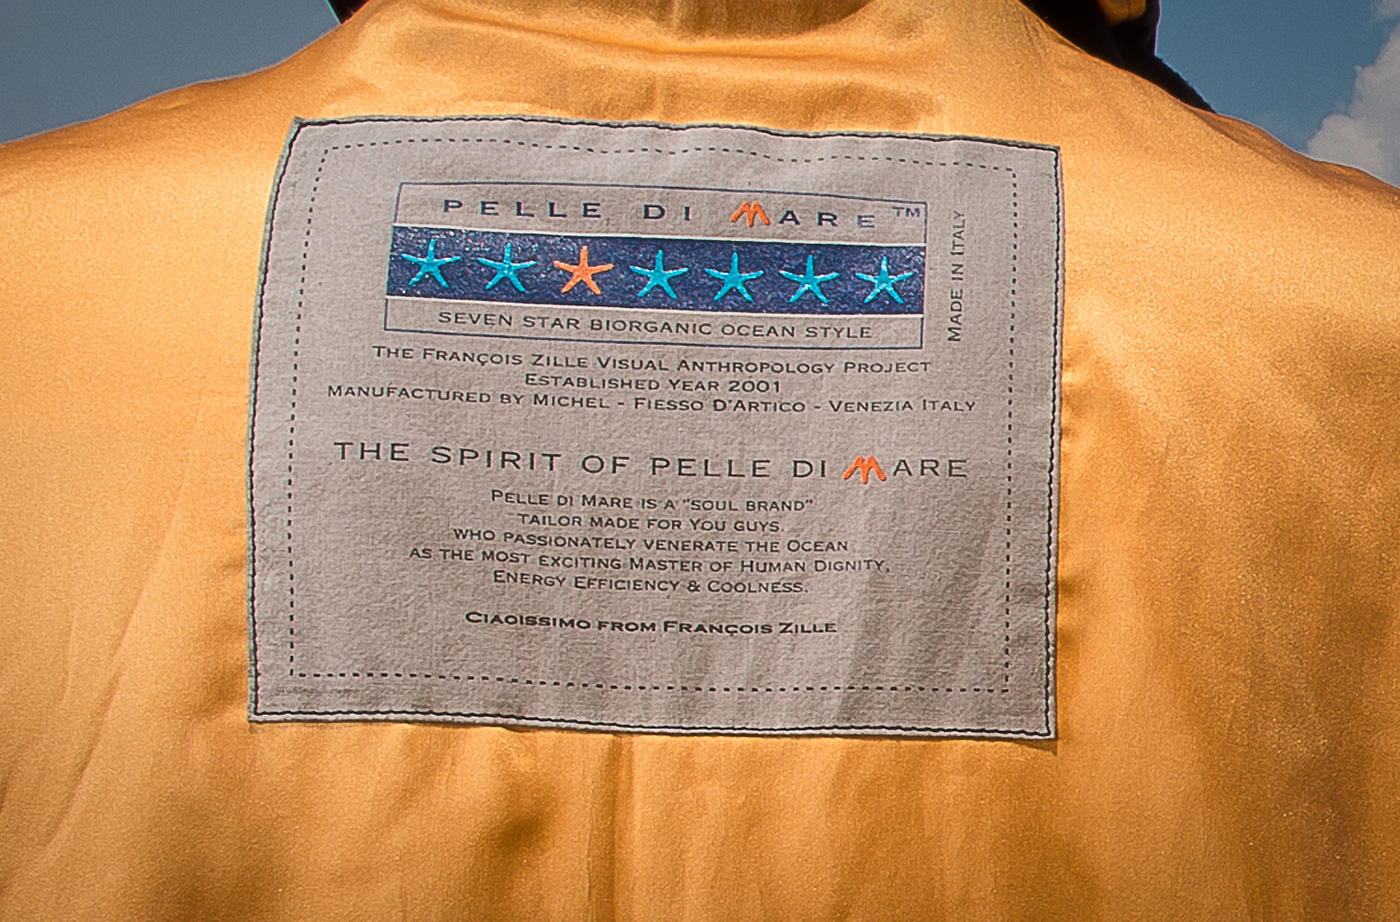 PELLE DI MARE™
SEVEN STAR BIORGANIC OCEAN STYLE
MADE IN ITALY
THE FRANÇOIS ZILLE VISUAL ANTHROPOLOGY PROJECT
ESTABLISHED YEAR 2001
MANUFACTURED BY MICHEL - FIESSO D'ARTICO - VENEZIA ITALY
THE SPIRIT OF PELLE DI MARE
PELLE DI MARE IS A "SOUL BRAND"
TAILOR MADE FOR YOU GUYS.
WHO PASSIONATELY VENERATE THE OCEAN
AS THE MOST EXCITING MASTER OF HUMAN DIGNITY,
ENERGY EFFICIENCY & COOLNESS.
CIAOISSIMO FROM FRANÇOIS ZILLE